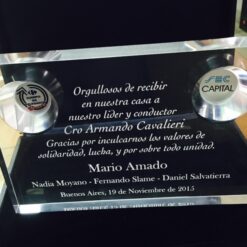 SEC
CAPITAL
Orgullosos de recibir
en nuestra casa a
nuestro lider y conductor
Cro Armando Cavalieri
Gracias por inculcarnos los valores de
solidaridad, lucha, y por sobre todo unidad.
Mario Amado
Nadia Moyano - Fernando Slame - Daniel Salvatierra
Buenos Aires, 19 de Noviembre de 2015